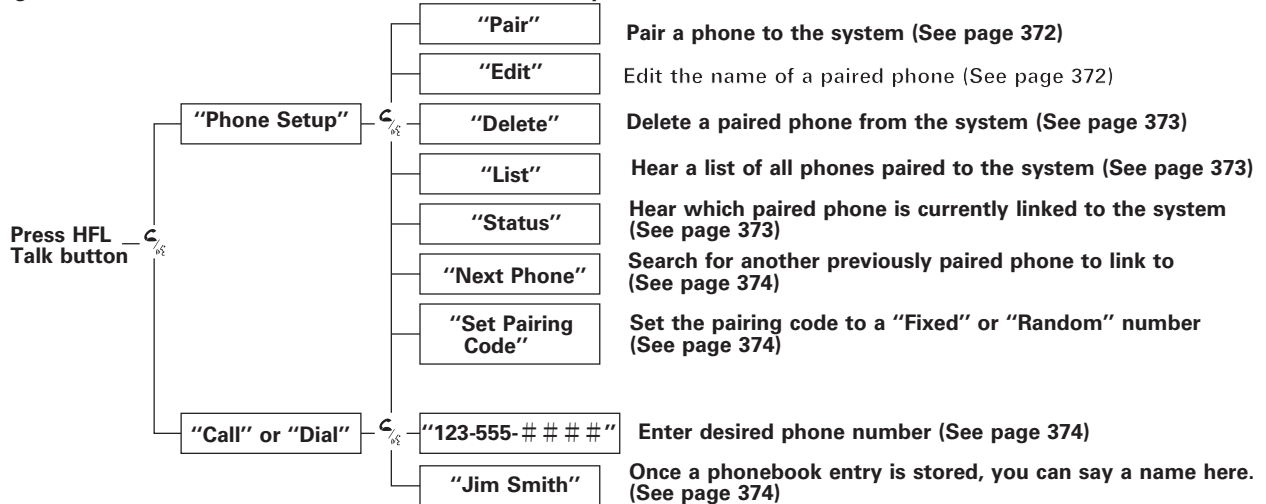 "Pair"
Pair a phone to the system (See page 372)
"Edit"
Edit the name of a paired phone (See page 372)
"Phone Setup"
"Delete"
Delete a paired phone from the system (See page 373)
"List"
Hear a list of all phones paired to the system (See page 373)
"Status"
Hear which paired phone is currently linked to the system
(See page 373)
Press HFL
Talk button
"Next Phone"
Search for another previously paired phone to link to
(See page 374)
"Set Pairing
Code"
Set the pairing code to a "Fixed" or "Random" number
(See page 374)
"Call" or "Dial"
"123-555-####"
Enter desired phone number (See page 374)
"Jim Smith"
Once a phonebook entry is stored, you can say a name here.
(See page 374)